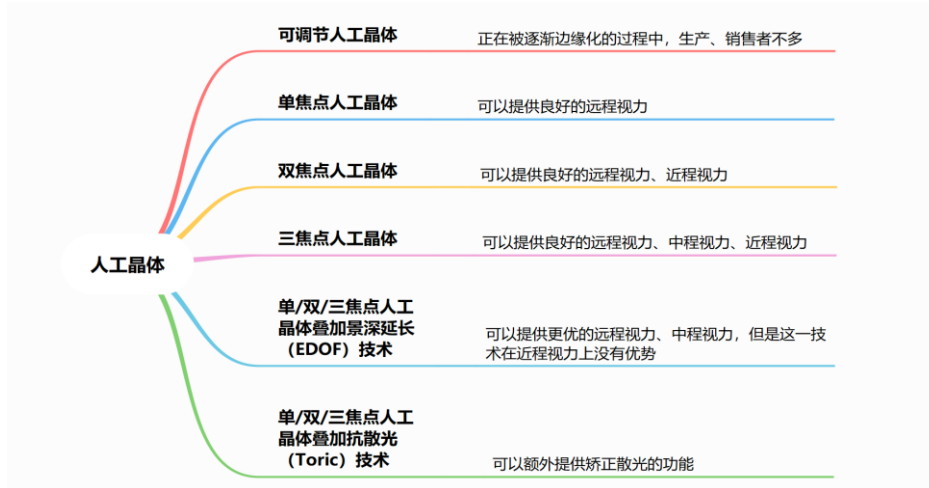 可调节人工晶体
正在被逐渐边缘化的过程中，生产、销售者不多
单焦点人工晶体
可以提供良好的远程视力
双焦点人工晶体
可以提供良好的远程视力、近程视力
三焦点人工晶体
可以提供良好的远程视力、中程视力、近程视力
人工晶体
单/双/三焦点人工
晶体叠加景深延长
（EDOF）技术
可以提供更优的远程视力、中程视力，但是这一技
术在近程视力上没有优势
单/双/三焦点人工
晶体叠加抗散光
（Toric）技术
可以额外提供矫正散光的功能